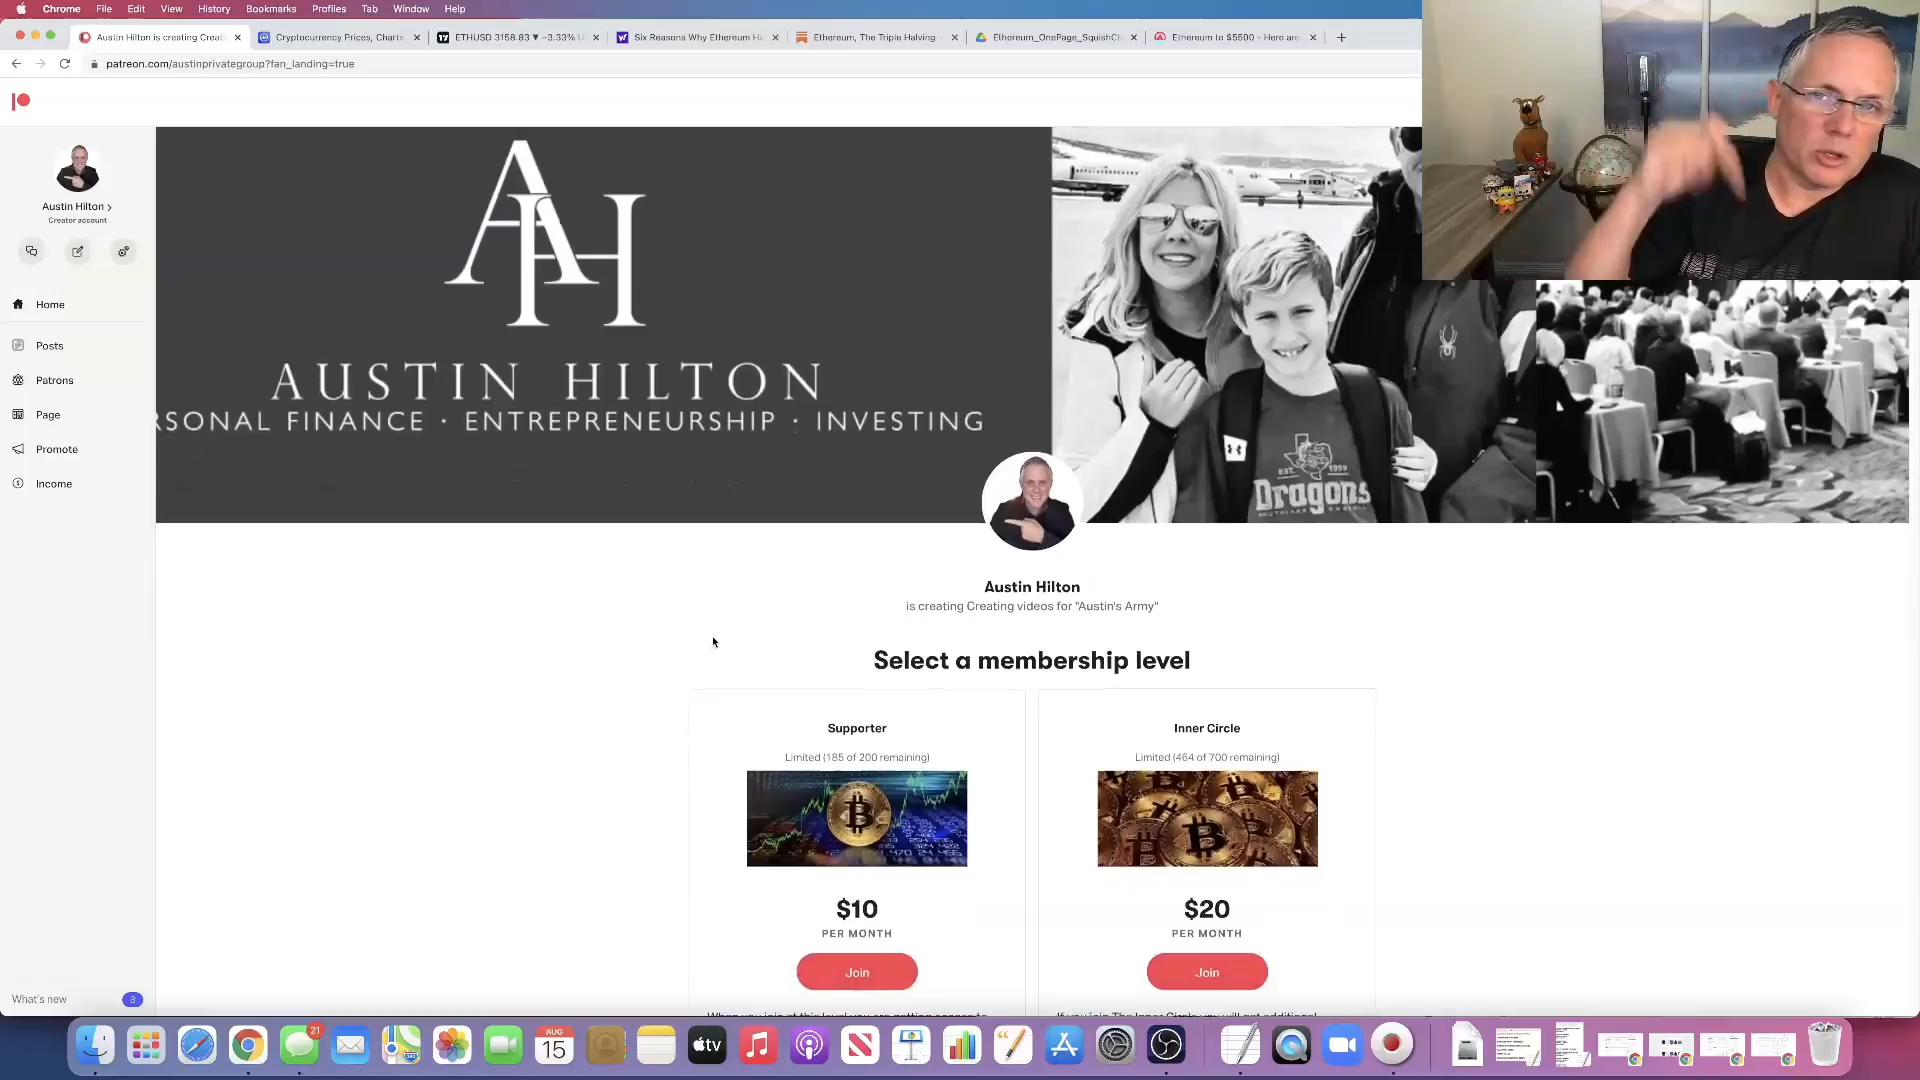 Chrome File Edit View History Bookmarks Profiles Tab Window Help
Austin Hilton is creating Creati
Cryptocurrency Prices, Charts
ETHUSD 3158.83 ▼ −3.33% U
Six Reasons Why Ethereum Ha
Ethereum, The Triple Halving -
Ethereum_OnePage_SquishCh
Ethereum to $5500 - Here are
patreon.com/austinprivategroup?fan_landing=true
Austin Hilton
Creator account
Home
Posts
Patrons
Page
Promote
Income
What's new 3
AH
AUSTIN HILTON
RSONAL FINANCE · ENTREPRENEURSHIP · INVESTING
EST. 1959
Dragons
Austin Hilton
is creating Creating videos for "Austin's Army"
Select a membership level
Supporter
Limited (185 of 200 remaining)
$10
PER MONTH
Join
Inner Circle
Limited (464 of 700 remaining)
$20
PER MONTH
Join
21
AUG
15
tv